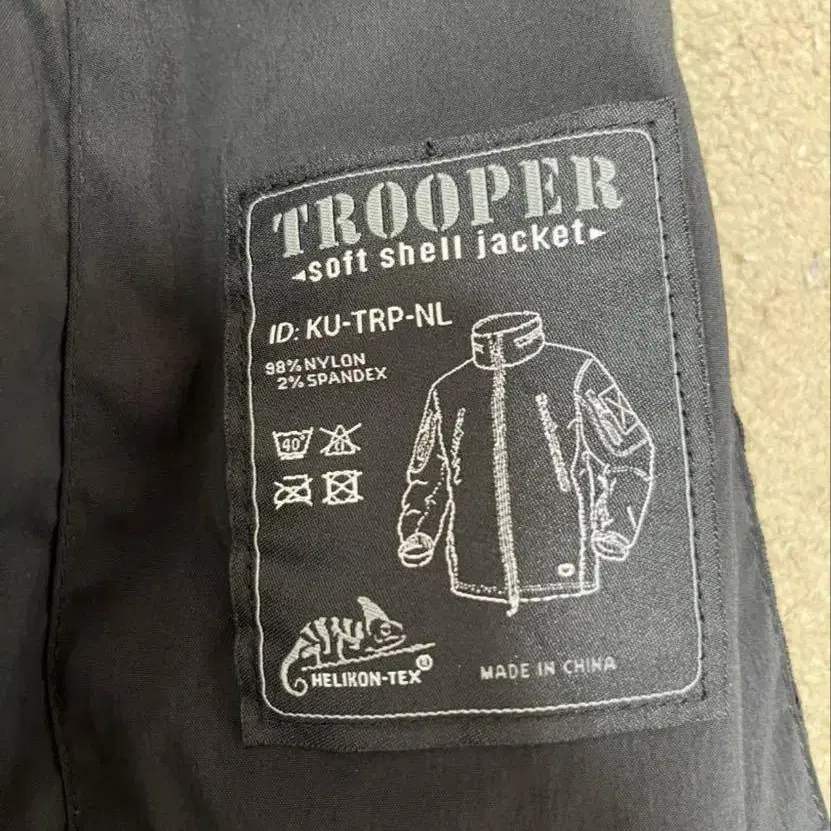 TROOPER
soft shell jacket
ID: KU-TRP-NL
98% NYLON
2% SPANDEX
40°
HELIKON-TEX®
MADE IN CHINA